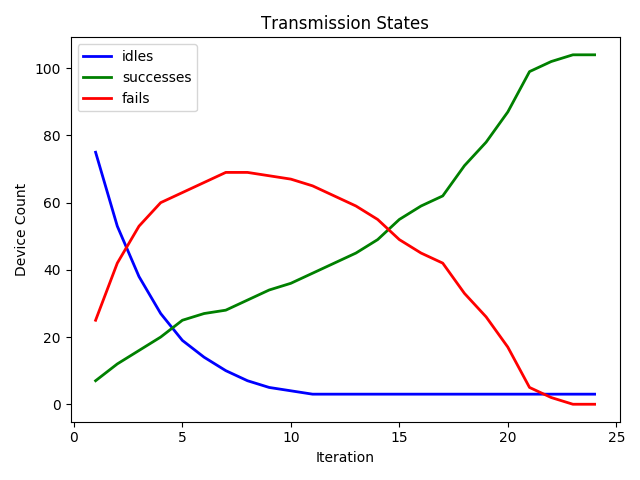 Transmission States
idles
successes
fails
Device Count
100
80
60
40
20
0
0 5 10 15 20 25
Iteration